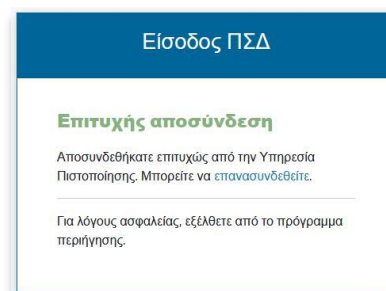 Είσοδος ΠΣΔ
Επιτυχής αποσύνδεση
Αποσυνδεθήκατε επιτυχώς από την Υπηρεσία
Πιστοποίησης. Μπορείτε να επανασυνδεθείτε.
Για λόγους ασφαλείας, εξέλθετε από το πρόγραμμα
περιήγησης.